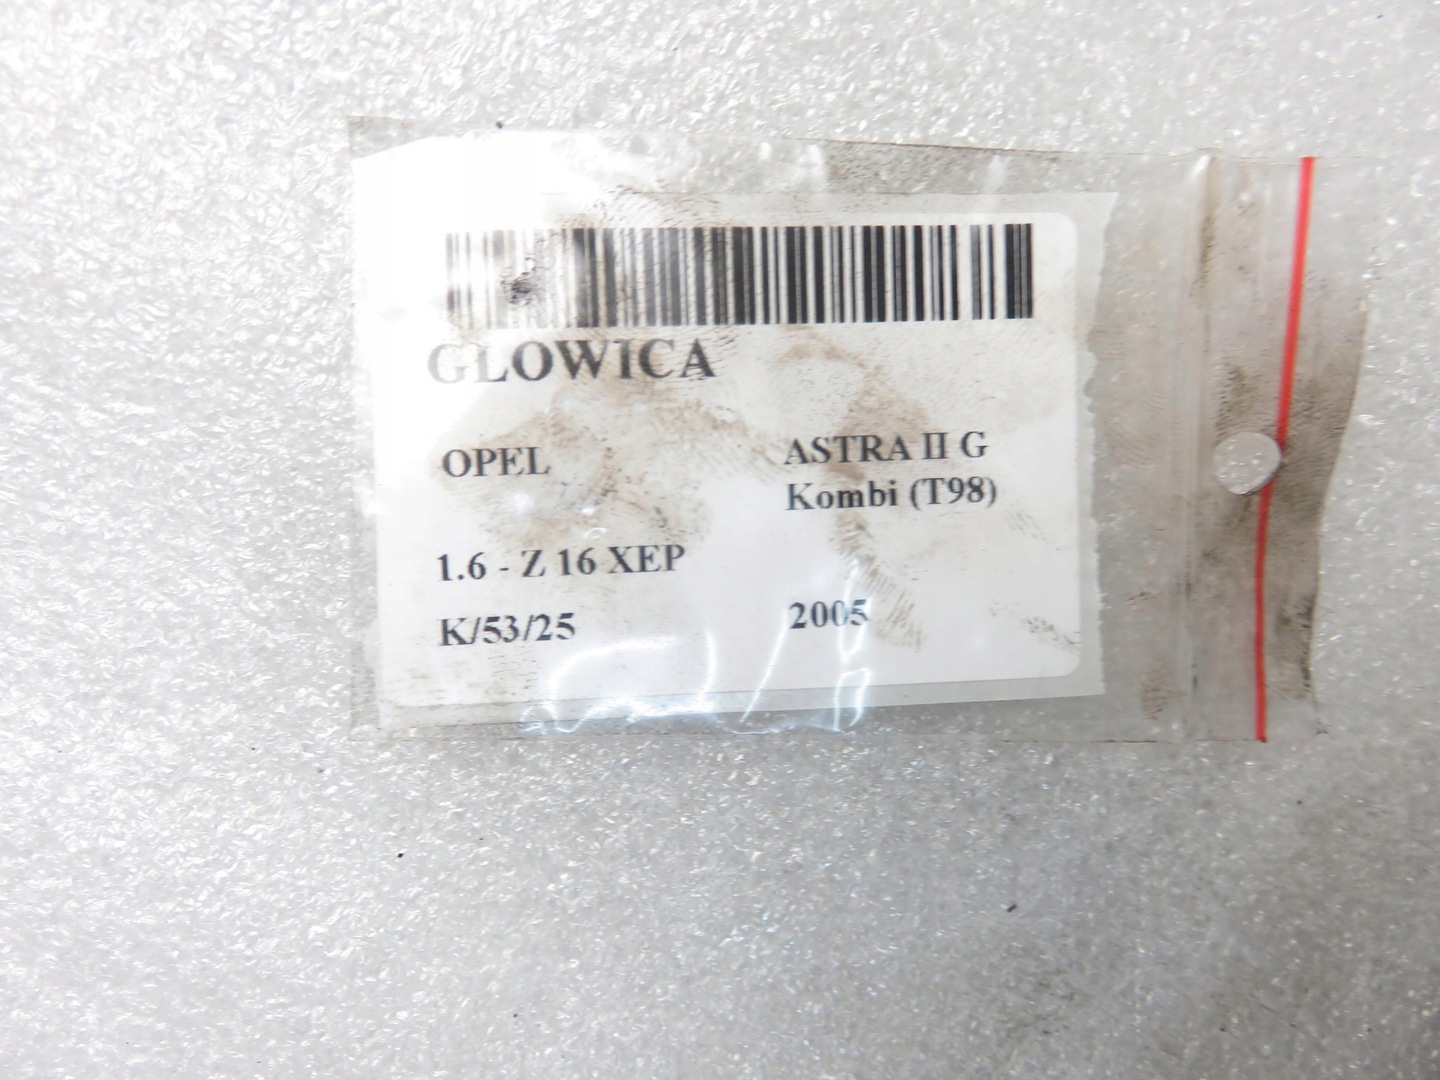 GLOWICA
OPEL
ASTRA II G
Kombi (T98)
1.6 - Z 16 XEP
K/53/25
2005